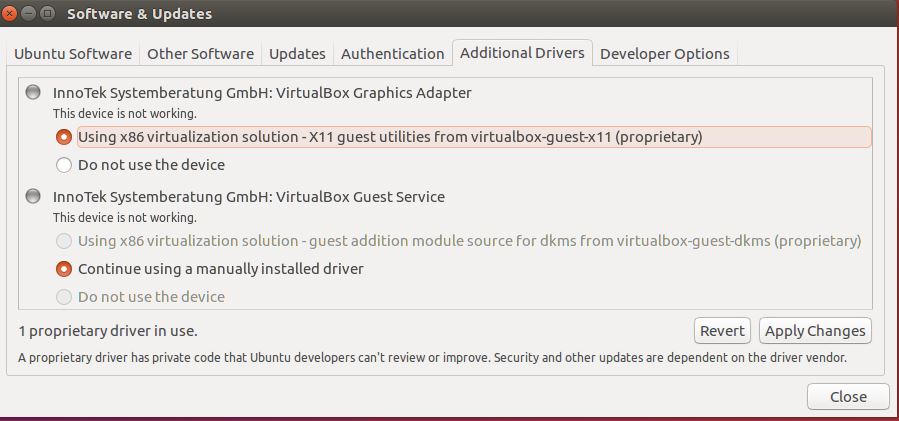 Software & Updates
Ubuntu Software Other Software Updates Authentication Additional Drivers Developer Options
InnoTek Systemberatung GmbH: VirtualBox Graphics Adapter
This device is not working.
Using x86 virtualization solution - X11 guest utilities from virtualbox-guest-x11 (proprietary)
Do not use the device
InnoTek Systemberatung GmbH: VirtualBox Guest Service
This device is not working.
Using x86 virtualization solution - guest addition module source for dkms from virtualbox-guest-dkms (proprietary)
Continue using a manually installed driver
Do not use the device
1 proprietary driver in use.
Revert Apply Changes
A proprietary driver has private code that Ubuntu developers can't review or improve. Security and other updates are dependent on the driver vendor.
Close